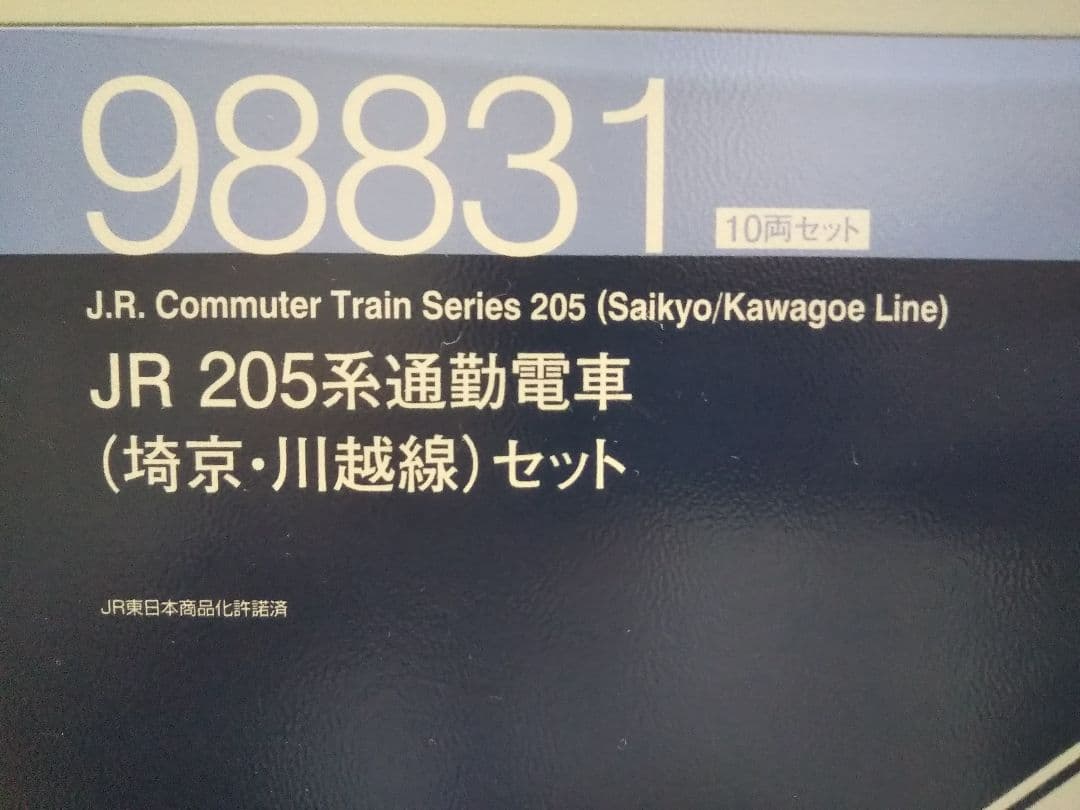 98831 10両セット
J.R. Commuter Train Series 205 (Saikyo/Kawagoe Line)
JR 205系通勤電車
(埼京・川越線)セット
JR東日本商品化許諾済